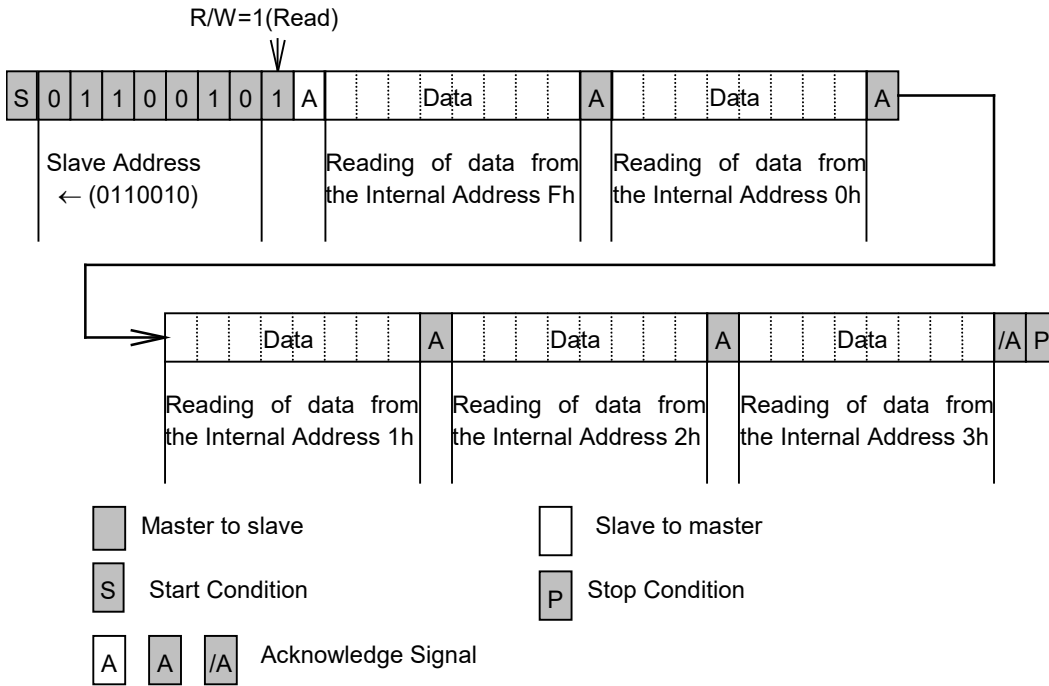 R/W=1(Read)
S 0 1 1 0 0 1 0 1 A Data A Data A
Slave Address
← (0110010)
Reading of data from
the Internal Address Fh
Reading of data from
the Internal Address 0h
Data A Data A Data /A P
Reading of data from
the Internal Address 1h
Reading of data from
the Internal Address 2h
Reading of data from
the Internal Address 3h
Master to slave
Slave to master
S Start Condition
P Stop Condition
A A /A Acknowledge Signal